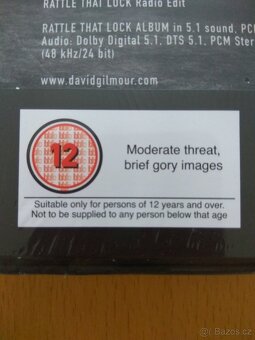 RATTLE THAT LOCK Radio Edit
RATTLE THAT LOCK ALBUM in 5.1 sound, PCM
Audio: Dolby Digital 5.1, DTS 5.1, PCM Ster
(48 kHz/24 bit)
www.davidgilmour.com
12
Moderate threat,
brief gory images
Suitable only for persons of 12 years and over.
Not to be supplied to any person below that age
bazos.cz